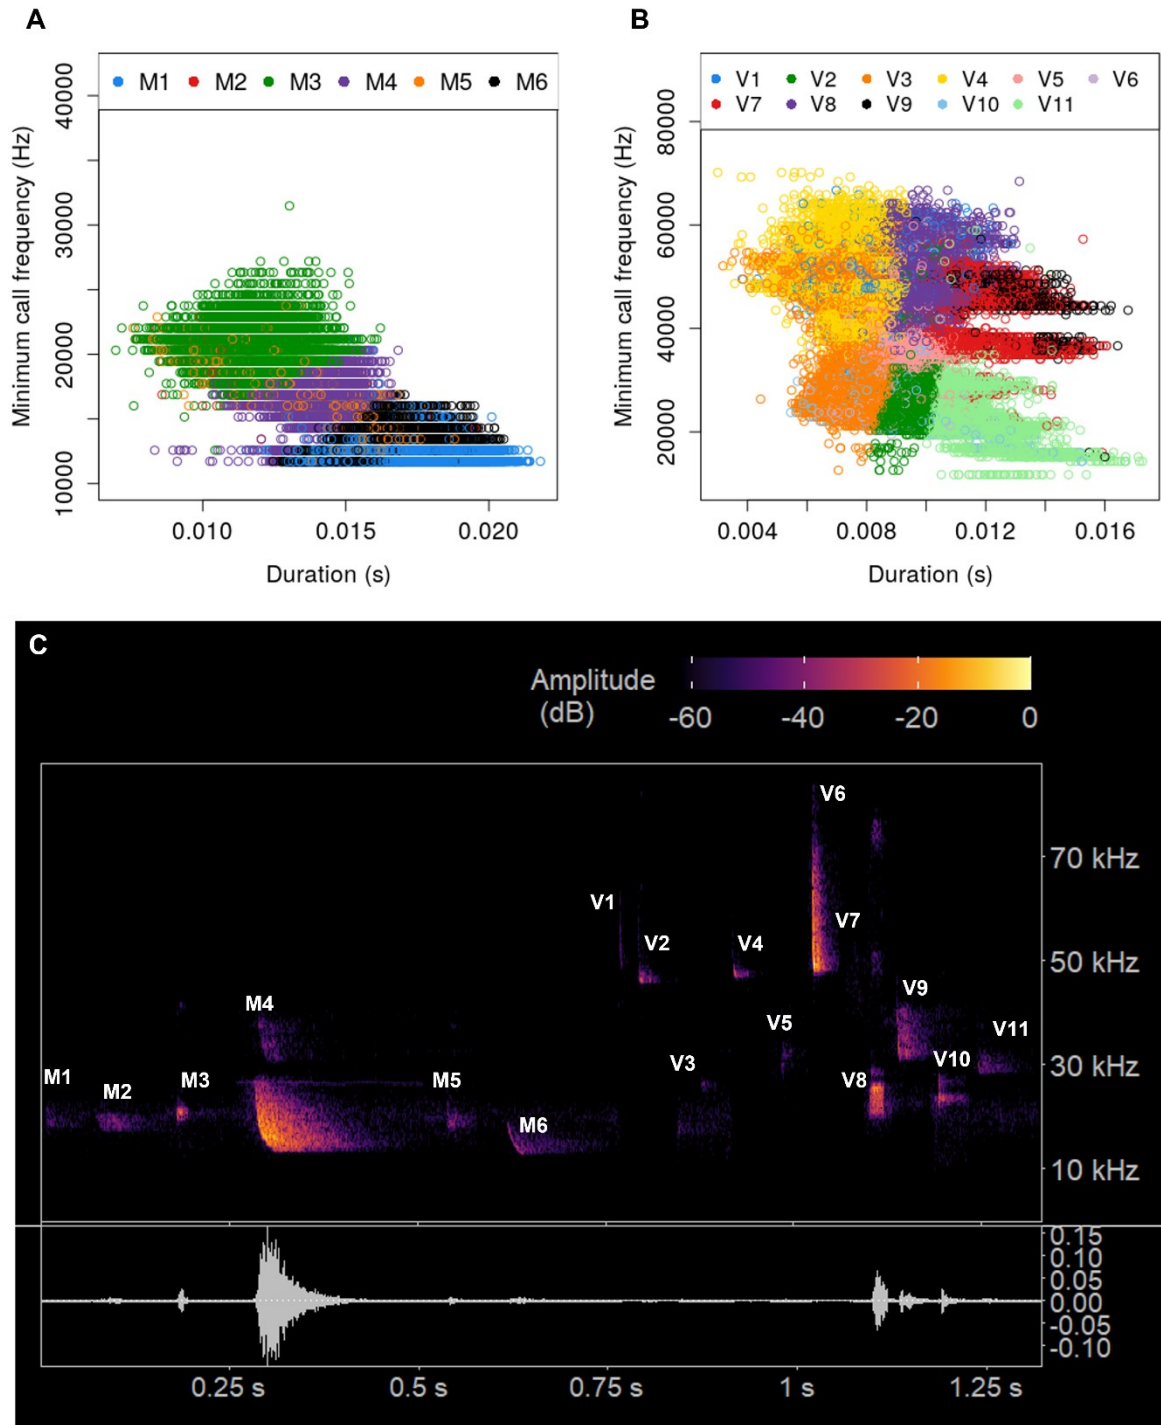 A
M1 M2 M3 M4 M5 M6
Minimum call frequency (Hz)
40000
30000
20000
10000
0.010 0.015 0.020
Duration (s)
B
V1 V2 V3 V4 V5 V6
V7 V8 V9 V10 V11
Minimum call frequency (Hz)
80000
60000
40000
20000
0.004 0.008 0.012 0.016
Duration (s)
C
Amplitude
(dB)
-60 -40 -20 0
V6
70 kHz
V1
V7
V2
V4
50 kHz
V9
M4
V5
V11
30 kHz
V10
V3
M1
M3
M5
V8
M2
M6
10 kHz
0.15
0.10
0.05
0.00
-0.05
-0.10
0.25 s 0.5 s 0.75 s 1 s 1.25 s